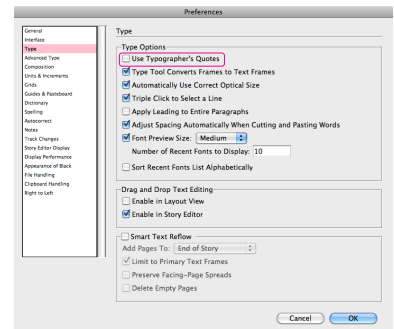 Preferences
General
Interface
Type
Advanced Type
Composition
Units & Increments
Grids
Guides & Pasteboard
Dictionary
Spelling
Autocorrect
Notes
Track Changes
Story Editor Display
Display Performance
Appearance of Black
File Handling
Clipboard Handling
Right to Left
Type
Type Options
Use Typographer's Quotes
Type Tool Converts Frames to Text Frames
Automatically Use Correct Optical Size
Triple Click to Select a Line
Apply Leading to Entire Paragraphs
Adjust Spacing Automatically When Cutting and Pasting Words
Font Preview Size: Medium
Number of Recent Fonts to Display: 10
Sort Recent Fonts List Alphabetically
Drag and Drop Text Editing
Enable in Layout View
Enable in Story Editor
Smart Text Reflow
Add Pages To: End of Story
Limit to Primary Text Frames
Preserve Facing-Page Spreads
Delete Empty Pages
Cancel OK